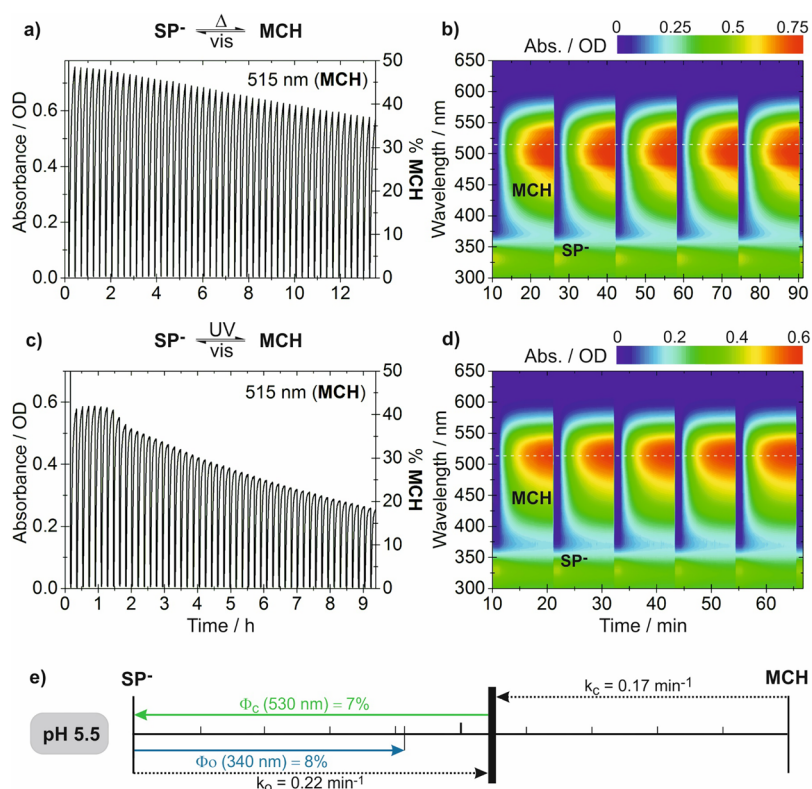 a)
SP⁻ ⇌ MCH
Δ
vis
515 nm (MCH)
Absorbance / OD
0.0 0.2 0.4 0.6
% MCH
0 10 20 30 40 50
0 2 4 6 8 10 12
b)
Abs. / OD
0 0.25 0.75
Wavelength / nm
650
600
550
500
450
400
350
300
MCH
SP⁻
10 20 30 40 50 60 70 80 90
c)
SP⁻ ⇌ MCH
UV
vis
515 nm (MCH)
Absorbance / OD
0.0 0.2 0.4 0.6
% MCH
0 10 20 30 40 50
0 1 2 3 4 5 6 7 8 9
Time / h
d)
Abs. / OD
0 0.2 0.4 0.6
Wavelength / nm
650
600
550
500
450
400
350
300
MCH
SP⁻
10 20 30 40 50 60
Time / min
e)
SP⁻
MCH
pH 5.5
Φc (530 nm) = 7%
kc = 0.17 min⁻¹
Φo (340 nm) = 8%
ko = 0.22 min⁻¹